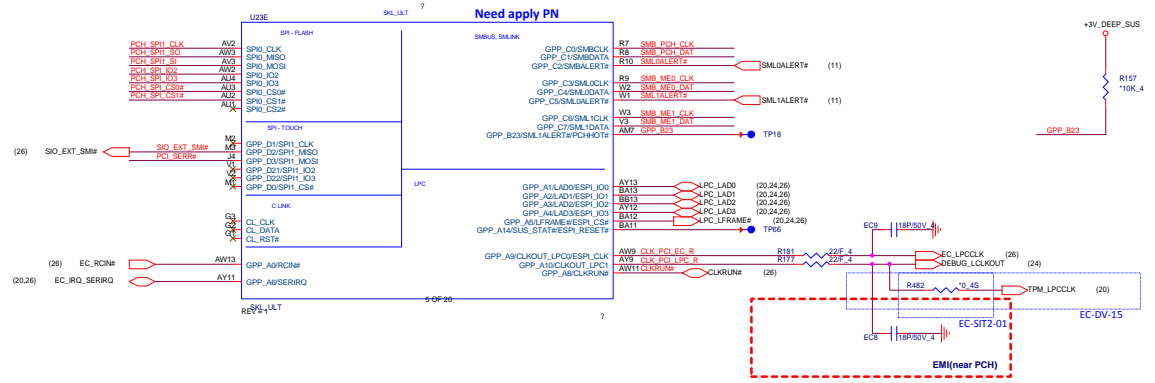 ?
Need apply PN
SKL_ULT
U23E
SPI - FLASH
SMBUS, SMLINK
+3V_DEEP_SUS
PCH_SPI1_CLK AV2 SPI0_CLK
PCH_SPI1_SO AW3 SPI0_MISO
PCH_SPI1_SI AV3 SPI0_MOSI
PCH_SPI_IO2 AW2 SPI0_IO2
PCH_SPI_IO3 AU4 SPI0_IO3
PCH_SPI_CS0# AU3 SPI0_CS0#
PCH_SPI_CS1# AU2 SPI0_CS1#
AU1 SPI0_CS2#
GPP_C0/SMBCLK R7 SMB_PCH_CLK
GPP_C1/SMBDATA R8 SMB_PCH_DAT
GPP_C2/SMBALERT# R10 SML0ALERT# SML0ALERT# (11)
GPP_C3/SML0CLK R9 SMB_ME0_CLK
GPP_C4/SML0DATA W2 SMB_ME0_DAT
GPP_C5/SML0ALERT# W1 SML1ALERT# SML1ALERT# (11)
GPP_C6/SML1CLK W3 SMB_ME1_CLK
GPP_C7/SML1DATA V3 SMB_ME1_DAT
GPP_B23/SML1ALERT#/PCHHOT# AM7 GPP_B23 TP18
R157
*10K_4
GPP_B23
SPI - TOUCH
M2 GPP_D1/SPI1_CLK
(26) SIO_EXT_SMI# SIO_EXT_SMI# M3 GPP_D2/SPI1_MISO
PCI_SERR# J4 GPP_D3/SPI1_MOSI
V1 GPP_D21/SPI1_IO2
V2 GPP_D22/SPI1_IO3
M1 GPP_D0/SPI1_CS#
LPC
GPP_A1/LAD0/ESPI_IO0 AY13 LPC_LAD0 (20,24,26)
GPP_A2/LAD1/ESPI_IO1 BA13 LPC_LAD1 (20,24,26)
GPP_A3/LAD2/ESPI_IO2 BB13 LPC_LAD2 (20,24,26)
GPP_A4/LAD3/ESPI_IO3 AY12 LPC_LAD3 (20,24,26)
GPP_A5/LFRAME#/ESPI_CS# BA12 LPC_LFRAME# (20,24,26)
GPP_A14/SUS_STAT#/ESPI_RESET# BA11 TP66
C LINK
G3 CL_CLK
G2 CL_DATA
G1 CL_RST#
EC9 18P/50V_4
(26) EC_RCIN# AW13 GPP_A0/RCIN#
(20,26) EC_IRQ_SERIRQ AY11 GPP_A6/SERIRQ
GPP_A9/CLKOUT_LPC0/ESPI_CLK AW9 CLK_PCI_EC_R R181 22/F_4 EC_LPCCLK (26)
GPP_A10/CLKOUT_LPC1 AY9 CLK_PCI_LPC_R R177 22/F_4 DEBUG_LCLKOUT (24)
GPP_A8/CLKRUN# AW11 CLKRUN# CLKRUN# (26)
R482 *0_4S TPM_LPCCLK (20)
5 OF 20
SKL_ULT
REV = 1
?
EC-DV-15
EC-SIT2-01
EC8 18P/50V_4
EMI(near PCH)